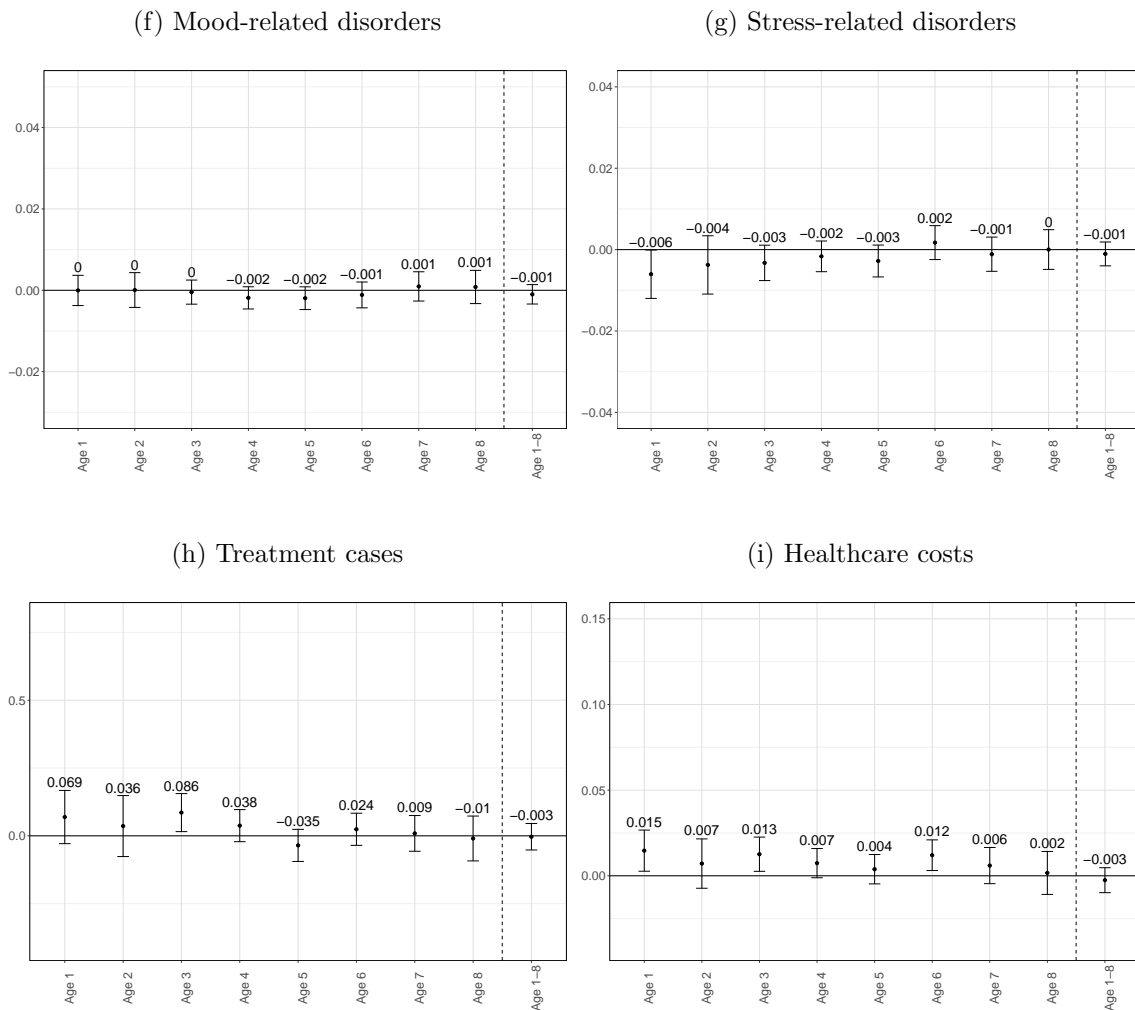 (f) Mood-related disorders
0.04
0.02
0.00
−0.02
0
0
0
−0.002
−0.002
−0.001
0.001
0.001
−0.001
Age 1
Age 2
Age 3
Age 4
Age 5
Age 6
Age 7
Age 8
Age 1−8
(g) Stress-related disorders
0.04
0.02
0.00
−0.02
−0.04
−0.006
−0.004
−0.003
−0.002
−0.003
0.002
−0.001
0
−0.001
Age 1
Age 2
Age 3
Age 4
Age 5
Age 6
Age 7
Age 8
Age 1−8
(h) Treatment cases
0.5
0.0
0.069
0.036
0.086
0.038
−0.035
0.024
0.009
−0.01
−0.003
Age 1
Age 2
Age 3
Age 4
Age 5
Age 6
Age 7
Age 8
Age 1−8
(i) Healthcare costs
0.15
0.10
0.05
0.00
0.015
0.007
0.013
0.007
0.004
0.012
0.006
0.002
−0.003
Age 1
Age 2
Age 3
Age 4
Age 5
Age 6
Age 7
Age 8
Age 1−8